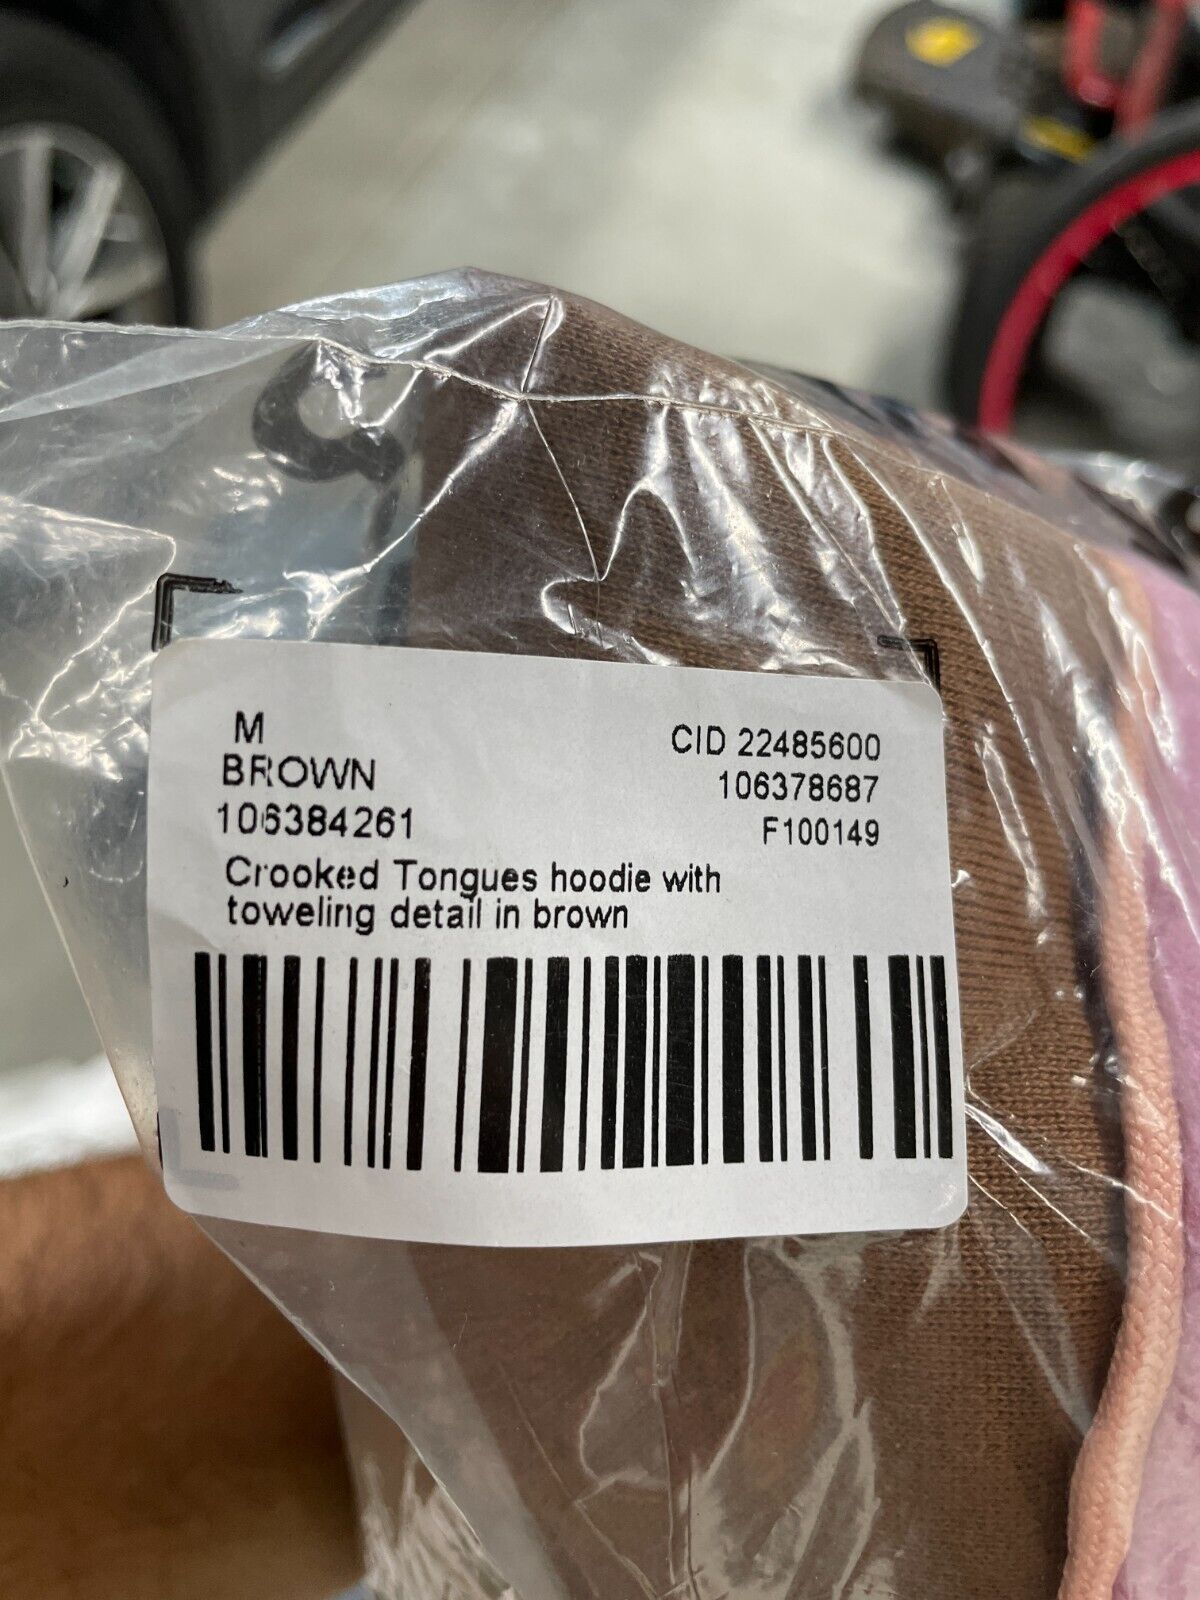 M
BROWN
106384261
CID 22485600
106378687
F100149
Crooked Tongues hoodie with
toweling detail in brown